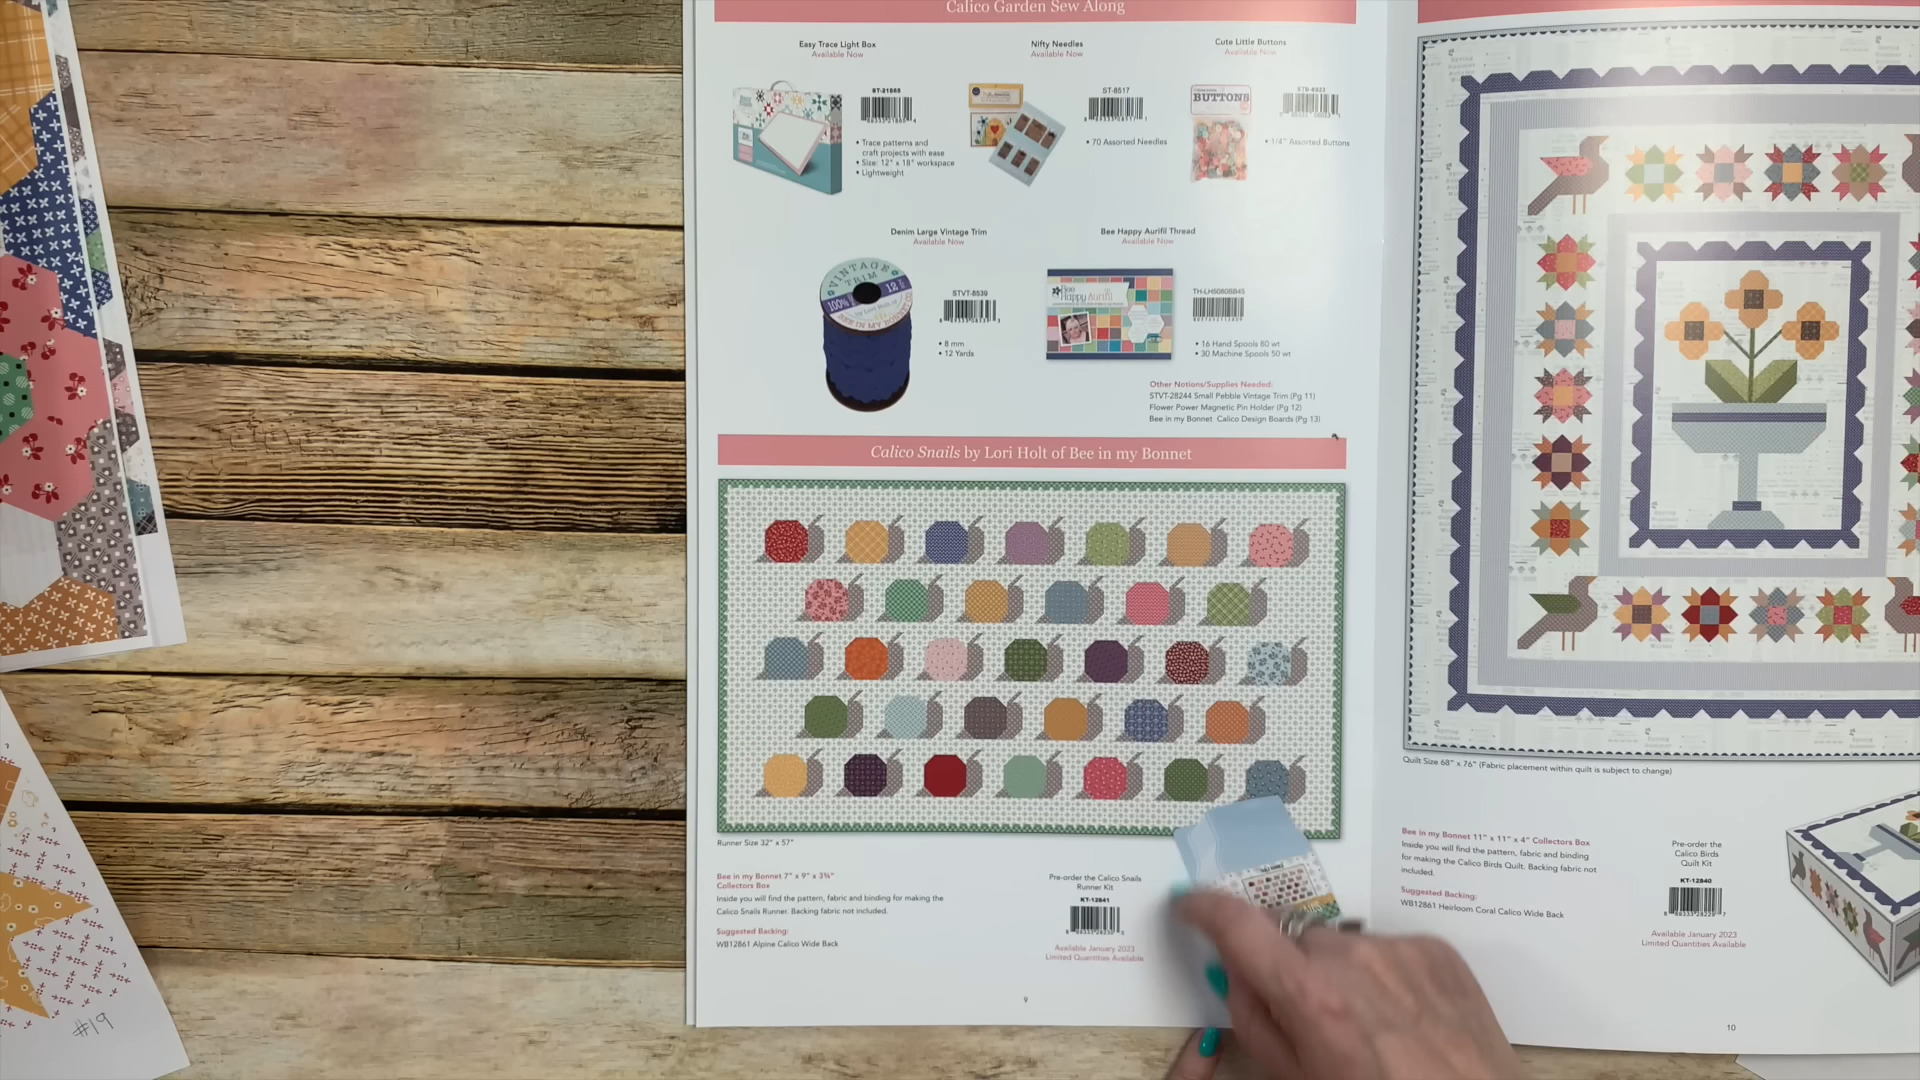 Calico Garden Sew Along
Easy Trace Light Box
Available Now
ST-21868
• Trace patterns and
craft projects with ease
• Size: 12" x 18" workspace
• Lightweight
Nifty Needles
Available Now
ST-8517
• 70 Assorted Needles
Cute Little Buttons
Available Now
BUTTONS
• 1/4" Assorted Buttons
Denim Large Vintage Trim
Available Now
VINTAGE
TRIM
100%
12
BEE IN MY BONNET
STVT-8539
• 8 mm
• 12 Yards
Bee Happy Aurifil Thread
Available Now
Bee
Happy Aurifil
• 16 Hand Spools 80 wt
• 30 Machine Spools 50 wt
Other Notions/Supplies Needed:
STVT-28244 Small Pebble Vintage Trim (Pg 11)
Flower Power Magnetic Pin Holder (Pg 12)
Bee in my Bonnet Calico Design Boards (Pg 13)
Calico Snails by Lori Holt of Bee in my Bonnet
Runner Size 32" x 57"
Bee in my Bonnet 7" x 9" x 3¾"
Collectors Box
Inside you will find the pattern, fabric and binding for making the
Calico Snails Runner. Backing fabric not included.
Suggested Backing:
WB12861 Alpine Calico Wide Back
Pre-order the Calico Snails
Runner Kit
KT-12841
Available January 2023
Limited Quantities Available
9
Quilt Size 68" x 76" (Fabric placement within quilt is subject to change)
Bee in my Bonnet 11" x 11" x 4" Collectors Box
Inside you will find the pattern, fabric and binding
for making the Calico Birds Quilt. Backing fabric not
included.
Suggested Backing:
WB12861 Heirloom Coral Calico Wide Back
Pre-order the
Calico Birds
Quilt Kit
KT-12840
Available January 2023
Limited Quantities Available
10
#19